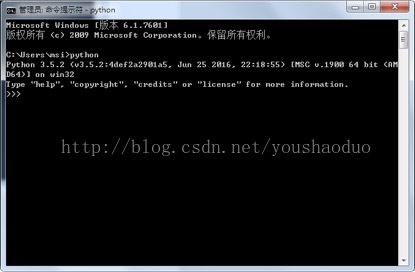 管理员: 命令提示符 - python
Microsoft Windows [版本 6.1.7601]
版权所有 (c) 2009 Microsoft Corporation。保留所有权利。
C:\Users\msi>python
Python 3.5.2 (v3.5.2:4def2a2901a5, Jun 25 2016, 22:18:55) [MSC v.1900 64 bit (AM
D64)] on win32
Type "help", "copyright", "credits" or "license" for more information.
>>>
http://blog.csdn.net/youshaoduo